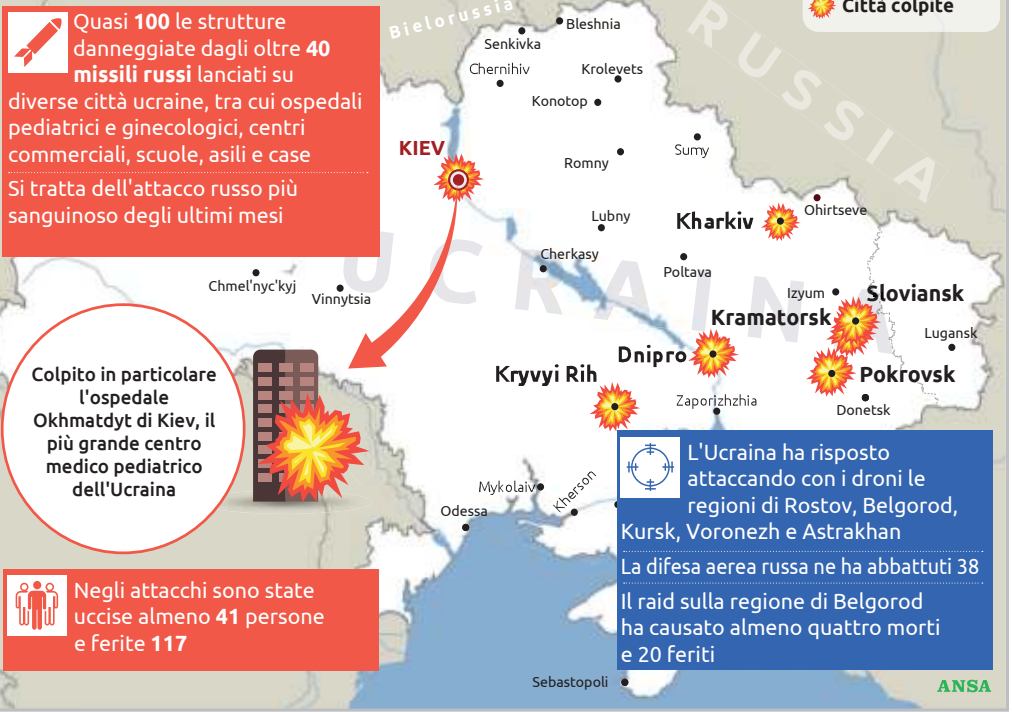 Quasi 100 le strutture
danneggiate dagli oltre 40
missili russi lanciati su
diverse città ucraine, tra cui ospedali
pediatrici e ginecologici, centri
commerciali, scuole, asili e case
Si tratta dell'attacco russo più
sanguinoso degli ultimi mesi
Bielorussia
RUSSIA
Città colpite
Bleshnia
Senkivka
Chernihiv
Krolevets
Konotop
KIEV
Romny
Sumy
Lubny
Kharkiv
Ohirtseve
Cherkasy
Poltava
UCRAINA
Chmel'nyc'kyj
Vinnytsia
Izyum
Sloviansk
Kramatorsk
Lugansk
Dnipro
Kryvyi Rih
Pokrovsk
Zaporizhzhia
Donetsk
Colpito in particolare
l'ospedale
Okhmatdyt di Kiev, il
più grande centro
medico pediatrico
dell'Ucraina
Mykolaiv
Kherson
Odessa
L'Ucraina ha risposto
attaccando con i droni le
regioni di Rostov, Belgorod,
Kursk, Voronezh e Astrakhan
La difesa aerea russa ne ha abbattuti 38
Il raid sulla regione di Belgorod
ha causato almeno quattro morti
e 20 feriti
Negli attacchi sono state
uccise almeno 41 persone
e ferite 117
Sebastopoli
ANSA